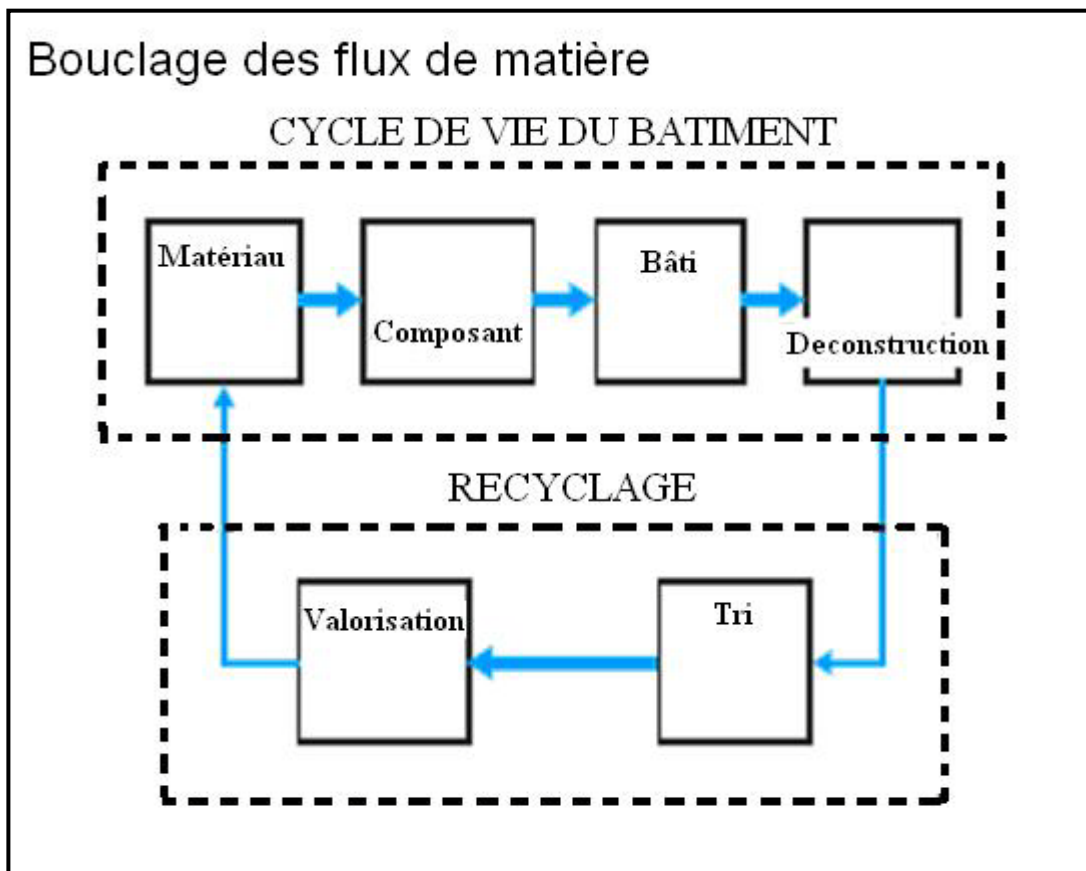 Bouclage des flux de matière
CYCLE DE VIE DU BATIMENT
Matériau
Composant
Bâti
Deconstruction
RECYCLAGE
Valorisation
Tri